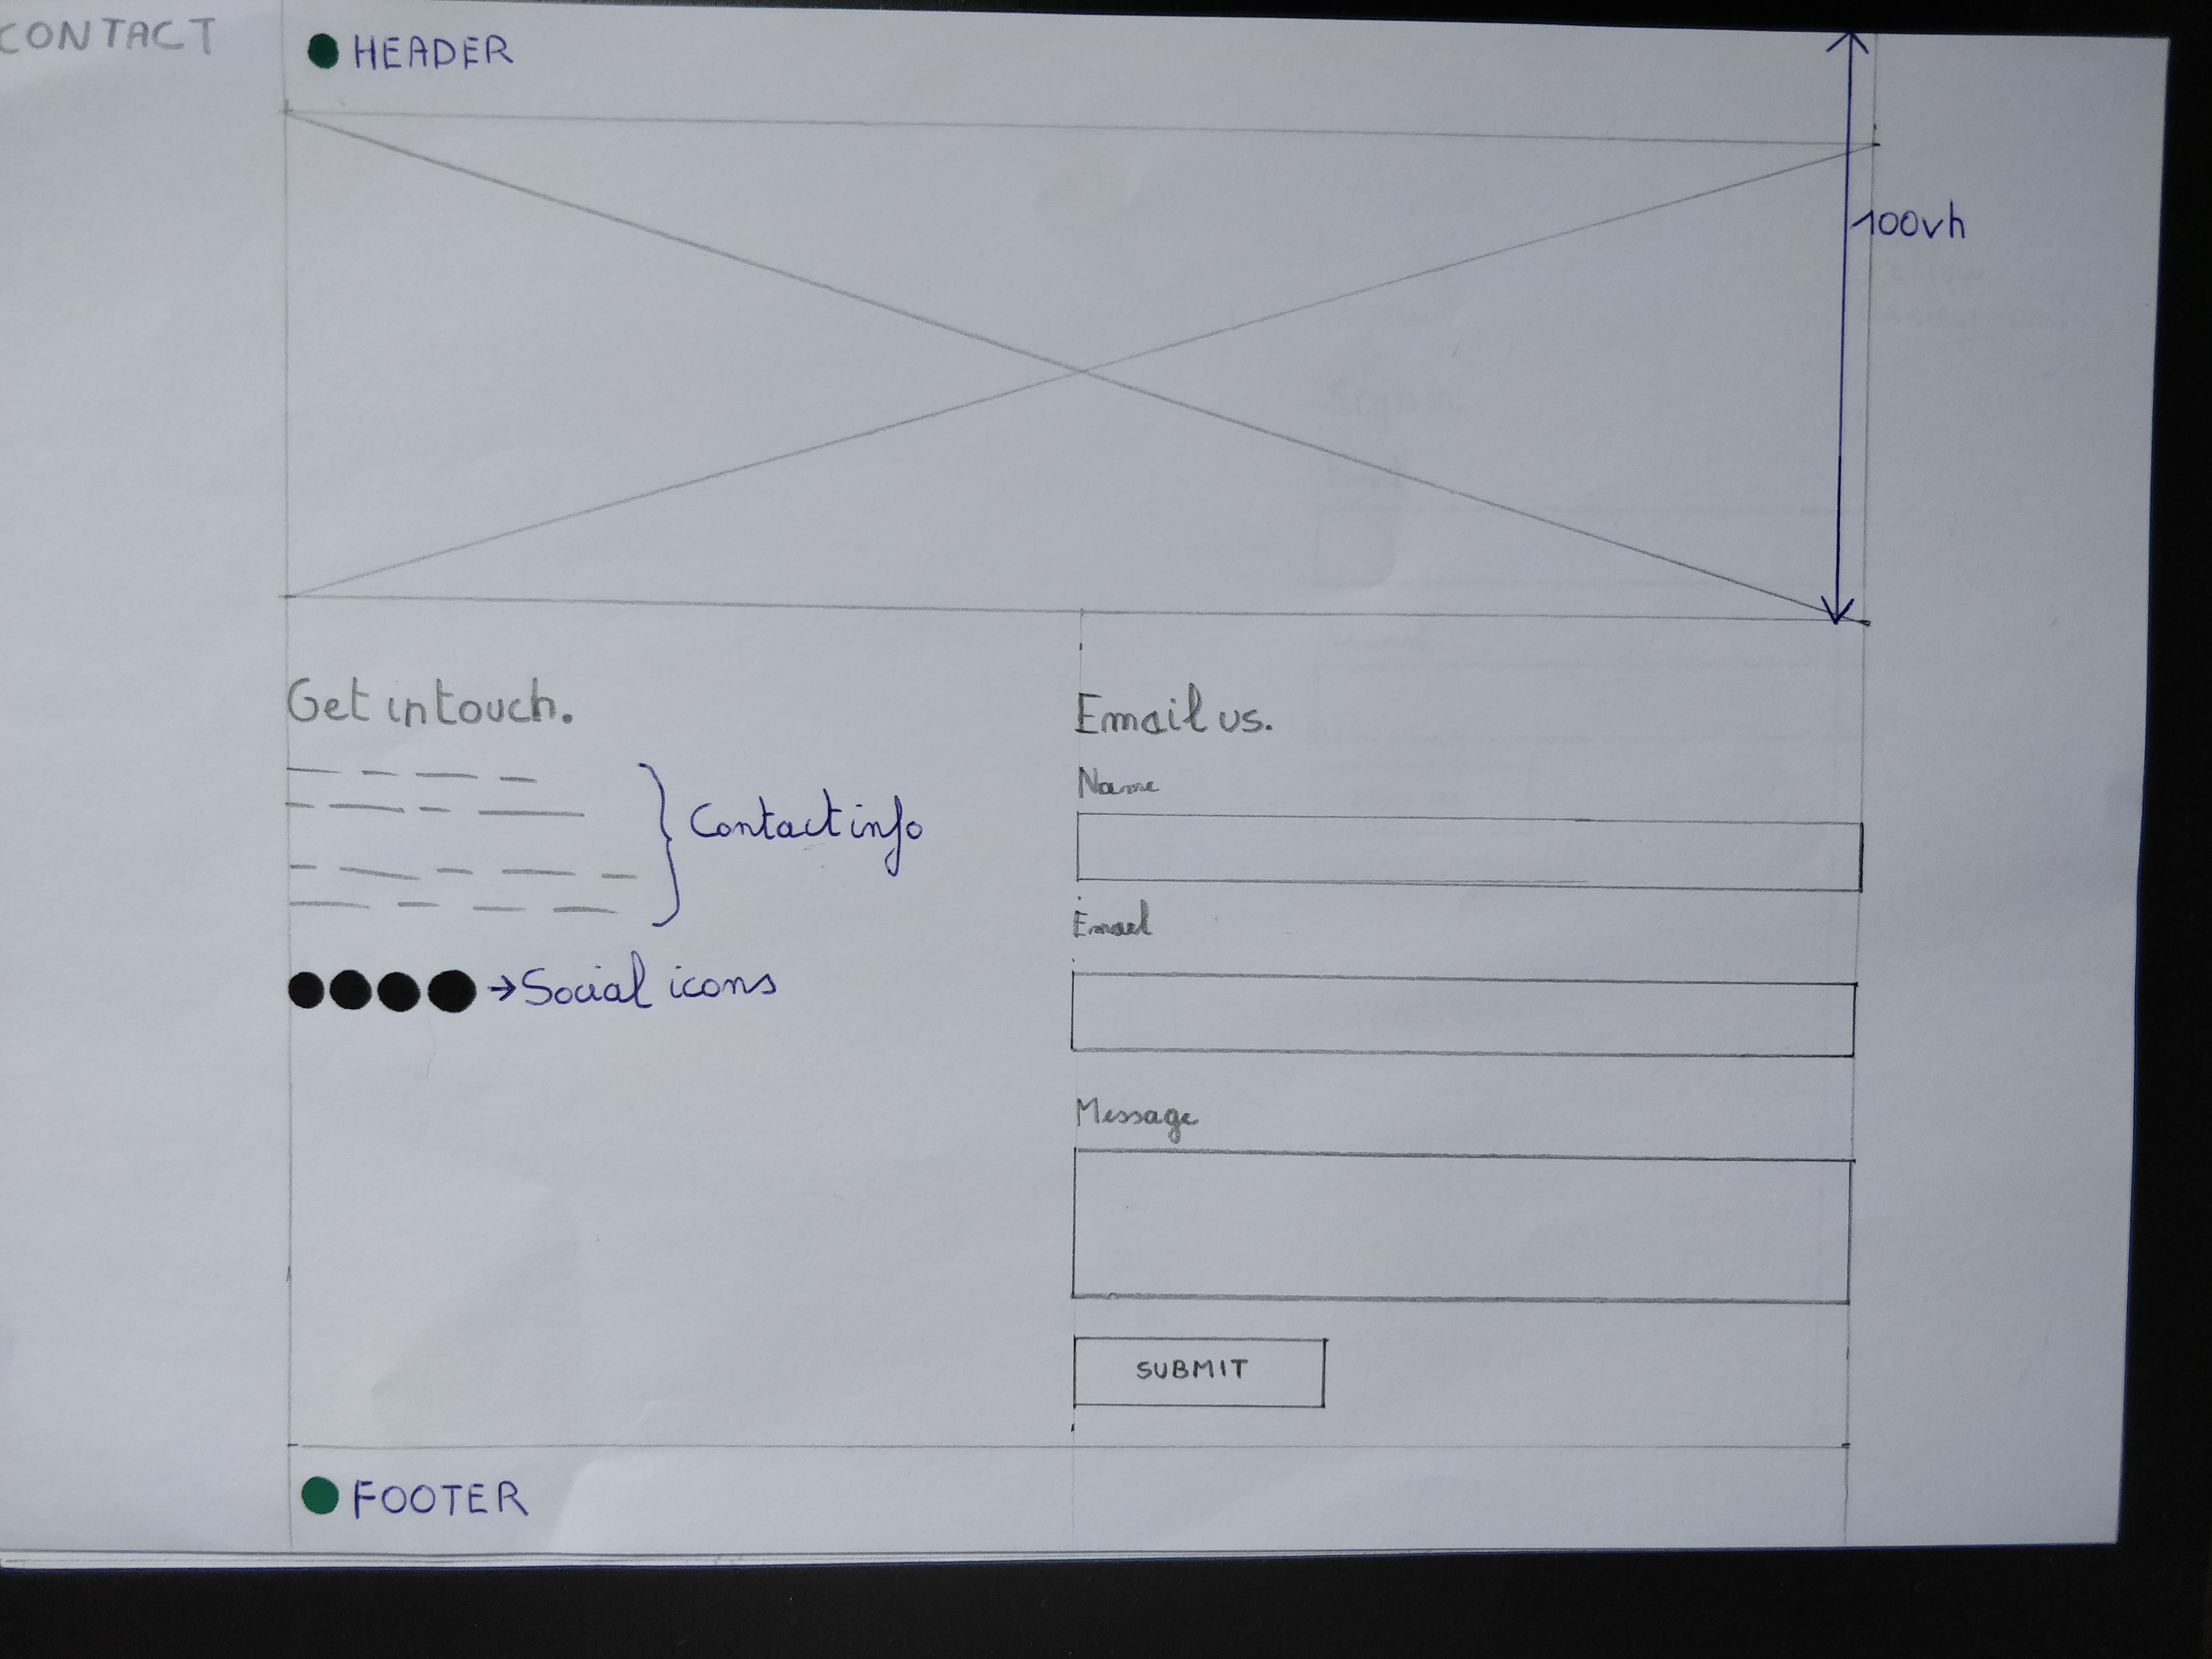 CONTACT
HEADER
100vh
Get in touch.
Contact info
Social icons
Email us.
Name
Email
Message
SUBMIT
FOOTER